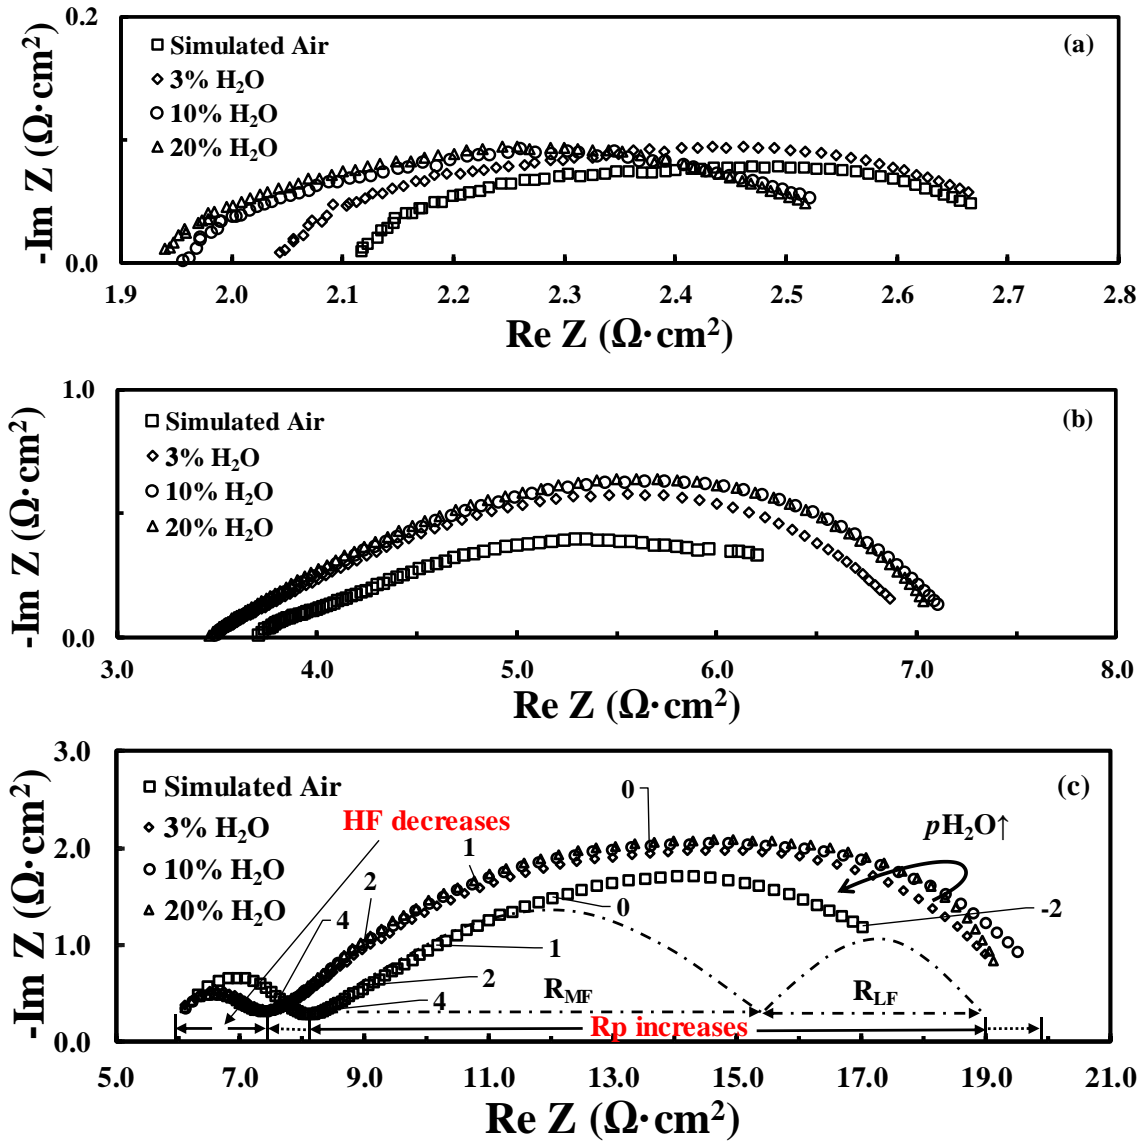 0.2
Simulated Air
(a)
3% H₂O
10% H₂O
20% H₂O
-Im Z (Ω·cm²)
0.0
1.9 2.0 2.1 2.2 2.3 2.4 2.5 2.6 2.7 2.8
Re Z (Ω·cm²)
1.0
Simulated Air
(b)
3% H₂O
10% H₂O
20% H₂O
-Im Z (Ω·cm²)
0.0
3.0 4.0 5.0 6.0 7.0 8.0
Re Z (Ω·cm²)
3.0
Simulated Air
(c)
0
3% H₂O
HF decreases
pH₂O↑
2.0
1
10% H₂O
2
20% H₂O
4
0
-2
1.0
1
2
R_MF
R_LF
4
Rp increases
-Im Z (Ω·cm²)
0.0
5.0 7.0 9.0 11.0 13.0 15.0 17.0 19.0 21.0
Re Z (Ω·cm²)